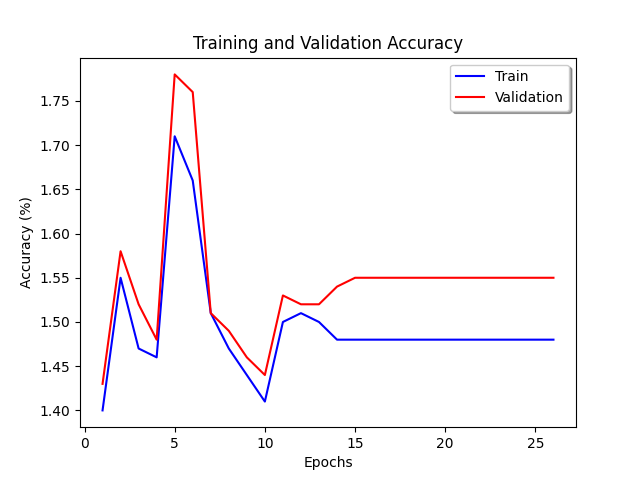 Training and Validation Accuracy
Train
Validation
Accuracy (%)
1.75
1.70
1.65
1.60
1.55
1.50
1.45
1.40
0 5 10 15 20 25
Epochs